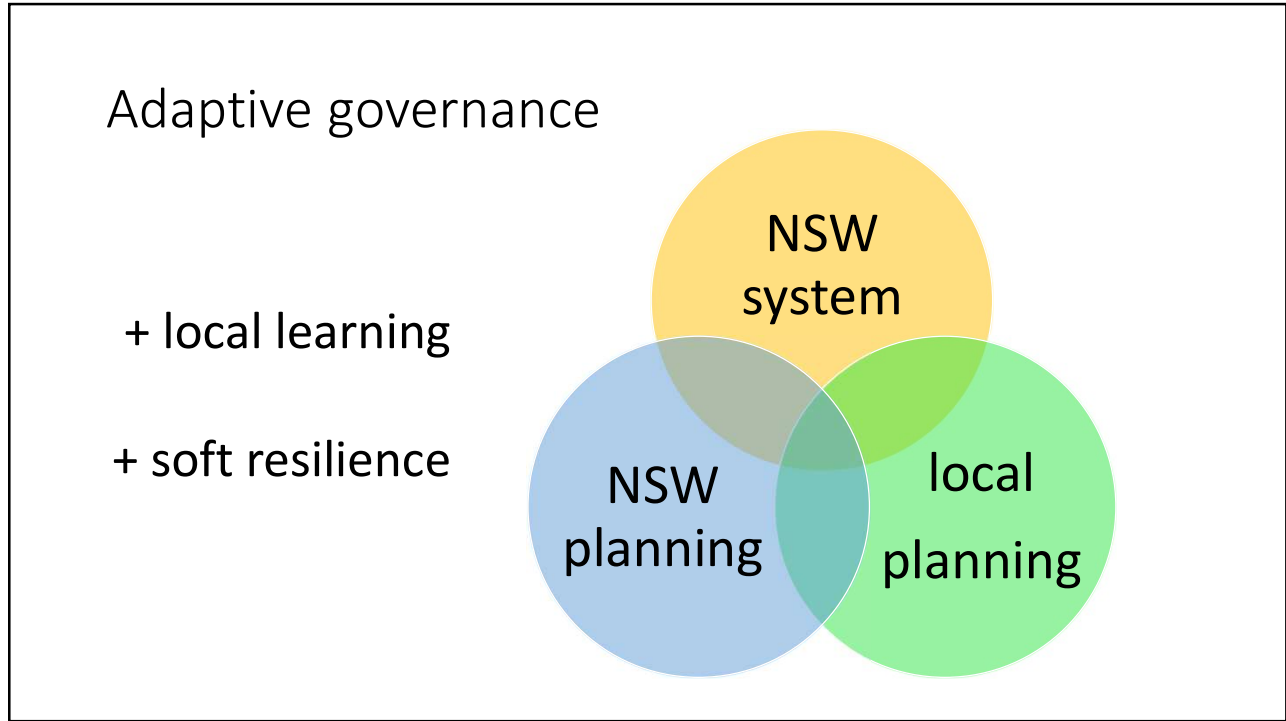 Adaptive governance
+ local learning
+ soft resilience
NSW
system
NSW
planning
local
planning